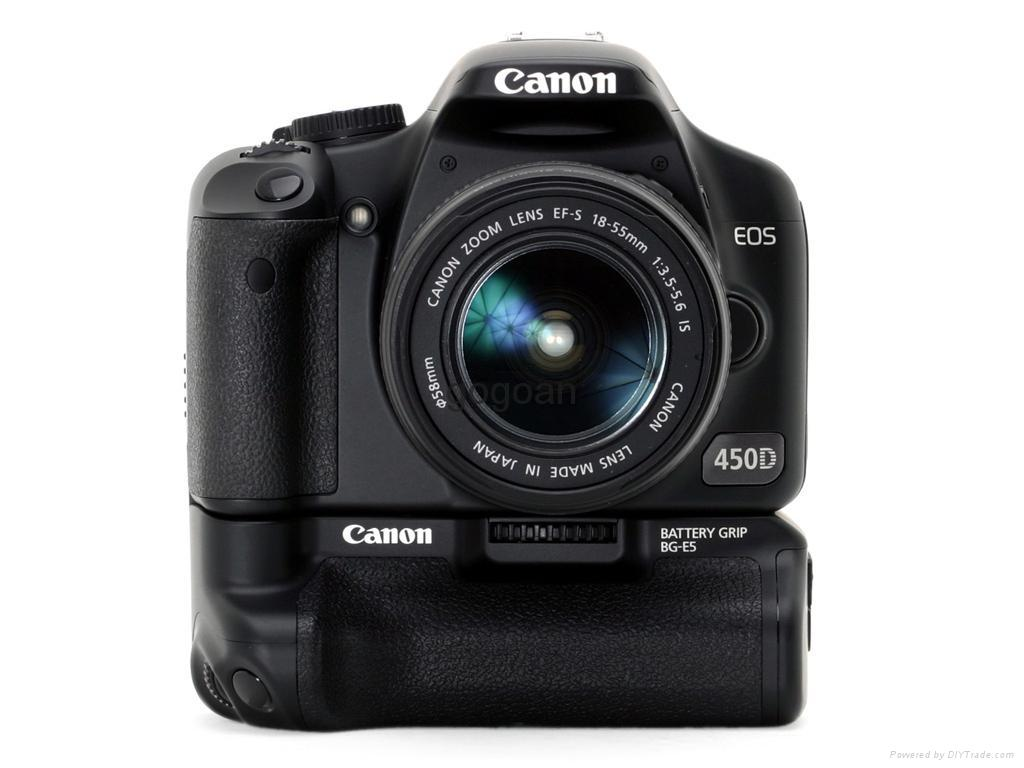 Canon
EOS
CANON ZOOM LENS EF-S 18-55mm 1:3.5-5.6 IS
φ58mm
CANON LENS MADE IN JAPAN
gogoan
450D
Canon
BATTERY GRIP
BG-E5
Powered by DIYTrade.com